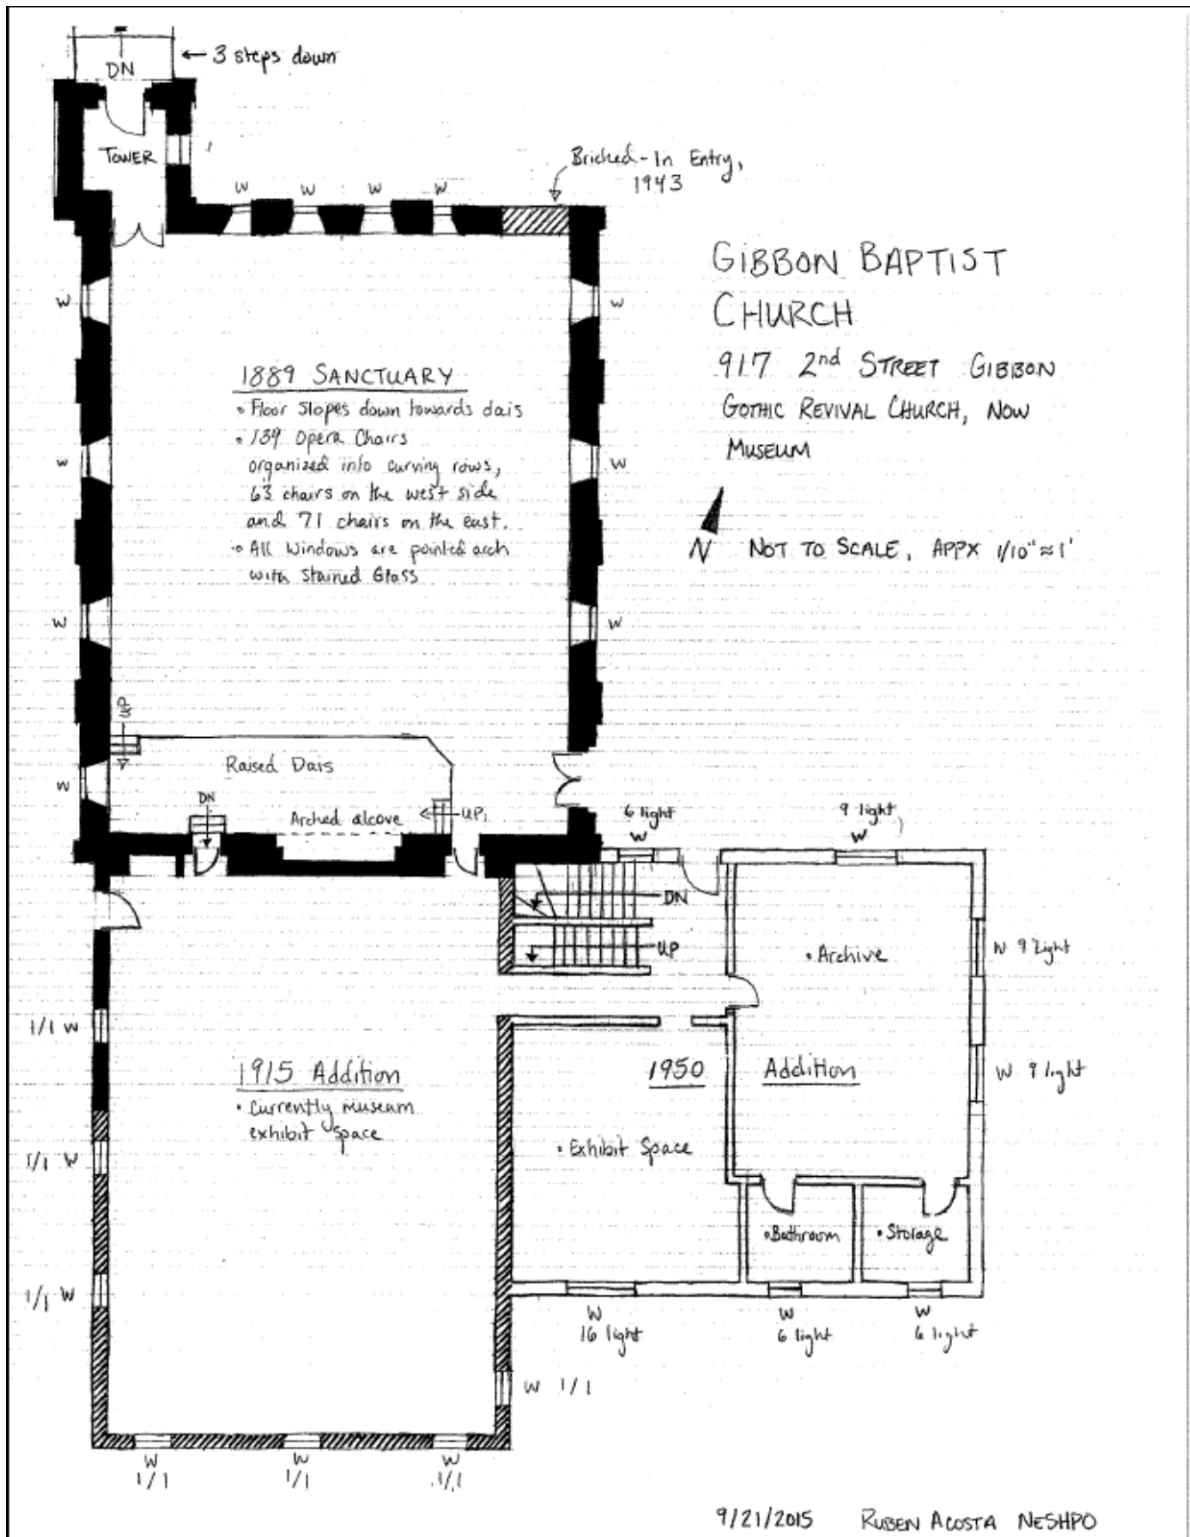 DN
← 3 steps down
TOWER
Bricked-In Entry,
1943
W W W W
GIBBON BAPTIST
CHURCH
917 2nd STREET GIBBON
GOTHIC REVIVAL CHURCH, NOW
MUSEUM
N NOT TO SCALE, APPX 1/10" ≈ 1'
W
W
1889 SANCTUARY
• Floor slopes down towards dais
• 139 Opera Chairs
organized into curving rows,
63 chairs on the west side
and 71 chairs on the east.
• All windows are pointed arch
with stained Glass
W
W
W
W
UP
W
Raised Dais
DN
Arched alcove
UP
6 light
W
9 light
W
DN
UP
• Archive
W 9 Light
1/1 W
1915 Addition
• Currently museum
exhibit space
1950 Addition
W 9 light
1/1 W
• Exhibit Space
• Bathroom
• Storage
1/1 W
W
16 light
W
6 light
W
6 light
W 1/1
W
1/1
W
1/1
W
1/1
9/21/2015 RUBEN ACOSTA NESHPO